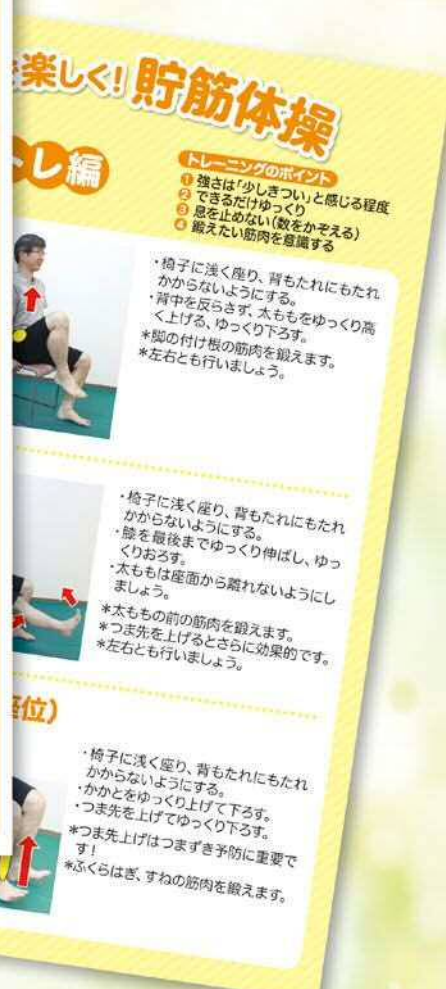 楽しく!貯筋体操
トレ編
トレーニングのポイント
❶ 強さは「少しきつい」と感じる程度
❷ できるだけゆっくり
❸ 息を止めない(数をかぞえる)
❹ 鍛えたい筋肉を意識する
・椅子に浅く座り、背もたれにもたれ
かからないようにする。
・背中を反らさず、太ももをゆっくり高
く上げる、ゆっくり下ろす。
*脚の付け根の筋肉を鍛えます。
*左右とも行いましょう。
・椅子に浅く座り、背もたれにもたれ
かからないようにする。
・膝を最後までゆっくり伸ばし、ゆっ
くりおろす。
・太ももは座面から離れないようにし
ましょう。
*太ももの前の筋肉を鍛えます。
*つま先を上げるとさらに効果的です。
*左右とも行いましょう。
位)
・椅子に浅く座り、背もたれにもたれ
かからないようにする。
・かかとをゆっくり上げて下ろす。
・つま先を上げてゆっくり下ろす。
*つま先上げはつまずき予防に重要で
す!
*ふくらはぎ、すねの筋肉を鍛えます。